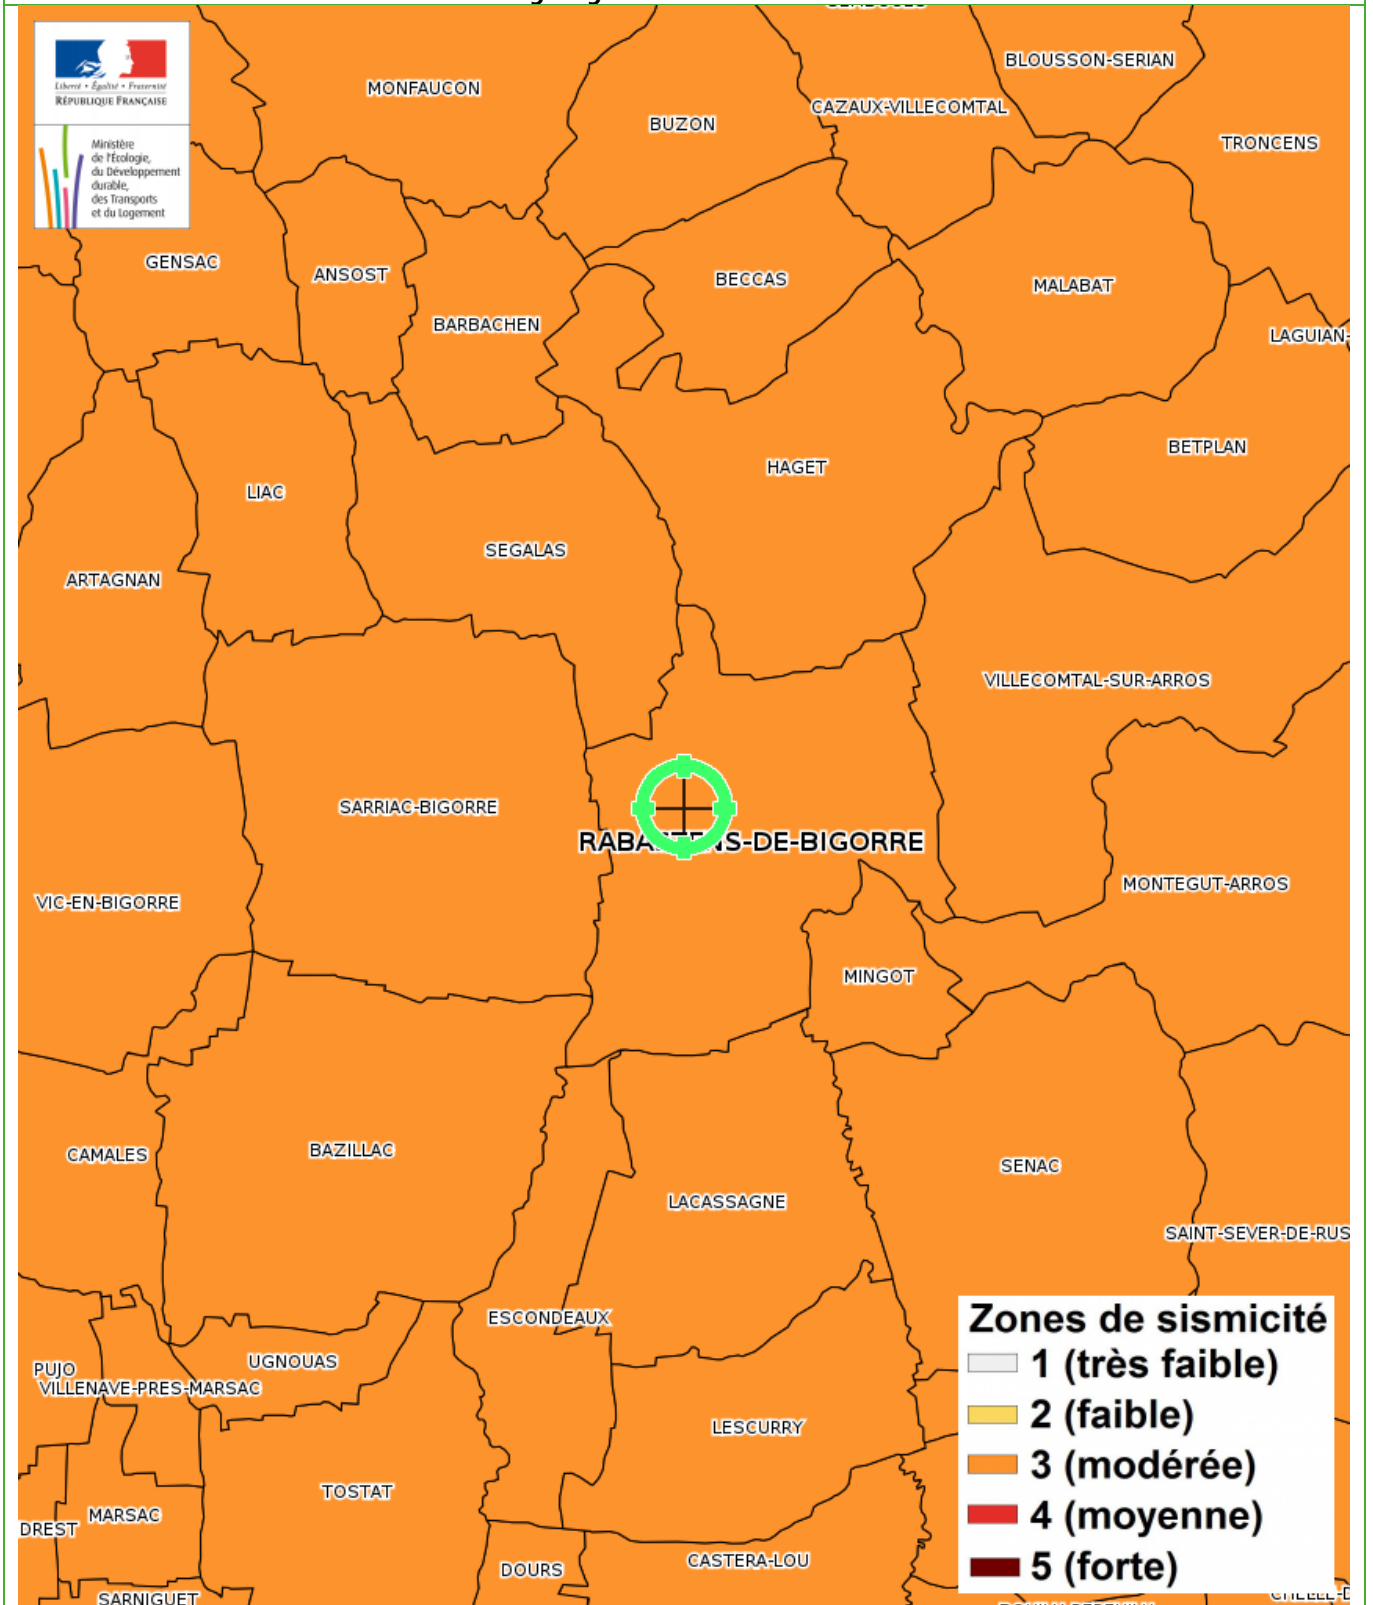 Liberté • Égalité • Fraternité
RÉPUBLIQUE FRANÇAISE
Ministère
de l'Écologie,
du Développement
durable,
des Transports
et du Logement
BLOUSSON-SERIAN
MONFAUCON
CAZAUX-VILLECOMTAL
BUZON
TRONCENS
GENSAC
ANSOST
BECCAS
MALABAT
BARBACHEN
LAGUIAN-
BETPLAN
HAGET
LIAC
SEGALAS
ARTAGNAN
VILLECOMTAL-SUR-ARROS
SARRIAC-BIGORRE
RABASTENS-DE-BIGORRE
MONTEGUT-ARROS
VIC-EN-BIGORRE
MINGOT
CAMALES
BAZILLAC
SENAC
LACASSAGNE
SAINT-SEVER-DE-RUS
ESCONDEAUX
UGNOUAS
PUJO
VILLENAVE-PRES-MARSAC
LESCURRY
TOSTAT
MARSAC
DREST
CASTERA-LOU
DOURS
SARNIGUET
Zones de sismicité
1 (très faible)
2 (faible)
3 (modérée)
4 (moyenne)
5 (forte)